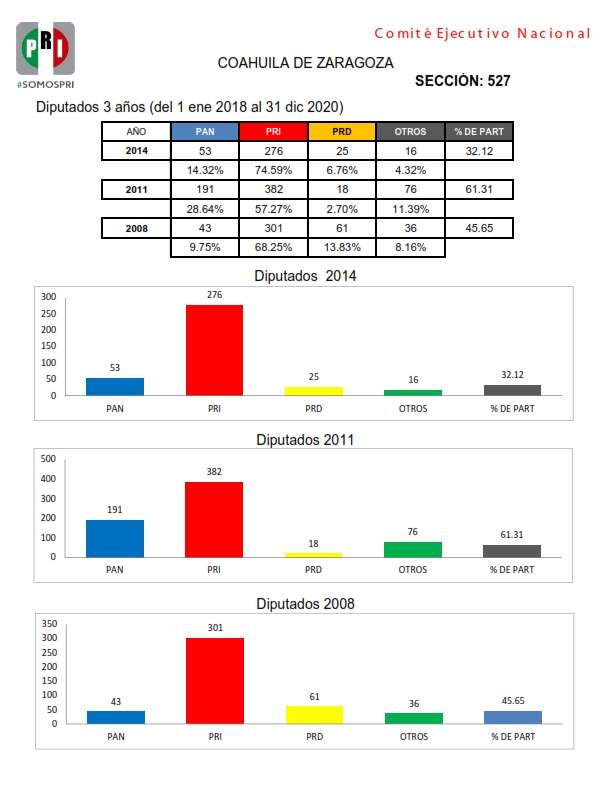 Comité Ejecutivo Nacional
PRI
#SOMOSPRI
COAHUILA DE ZARAGOZA
SECCIÓN: 527
Diputados 3 años (del 1 ene 2018 al 31 dic 2020)
AÑO PAN PRI PRD OTROS % DE PART
2014 53 276 25 16 32.12
14.32% 74.59% 6.76% 4.32%
2011 191 382 18 76 61.31
28.64% 57.27% 2.70% 11.39%
2008 43 301 61 36 45.65
9.75% 68.25% 13.83% 8.16%
Diputados 2014
300
250
200
150
100
50
0
53 276 25 16 32.12
PAN PRI PRD OTROS % DE PART
Diputados 2011
500
400
300
200
100
0
191 382 18 76 61.31
PAN PRI PRD OTROS % DE PART
Diputados 2008
350
300
250
200
150
100
50
0
43 301 61 36 45.65
PAN PRI PRD OTROS % DE PART